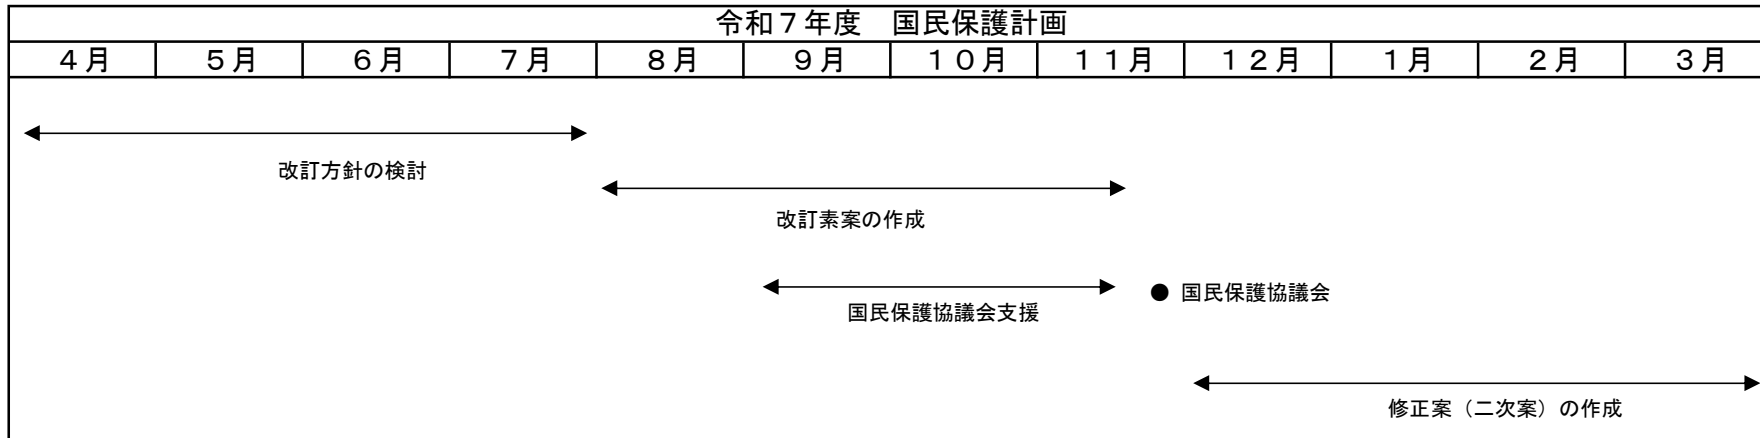 令和７年度　国民保護計画
４月 ５月 ６月 ７月 ８月 ９月 １０月 １１月 １２月 １月 ２月 ３月
改訂方針の検討
改訂素案の作成
国民保護協議会支援
● 国民保護協議会
修正案（二次案）の作成